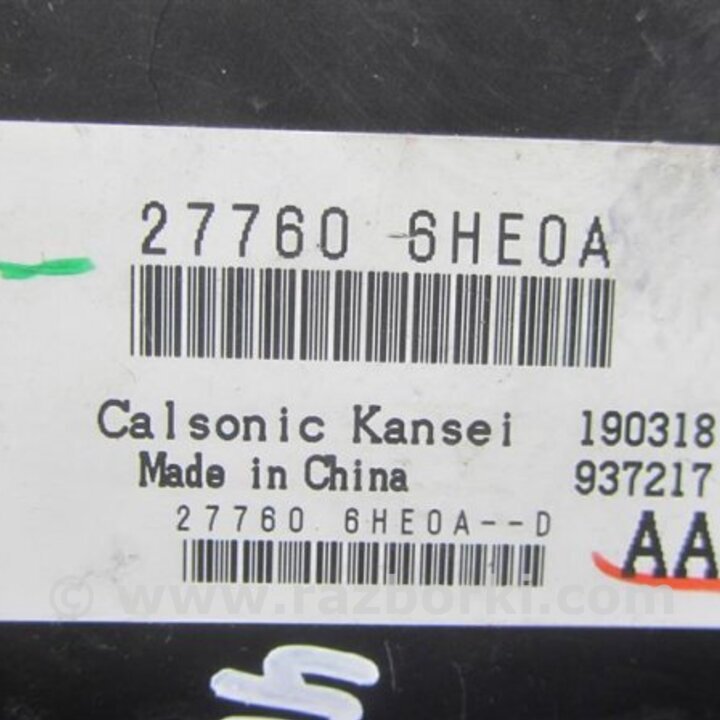 27760 6HE0A
Calsonic Kansei 190318
Made in China 937217
27760 6HE0A--D
AA
© www.razborki.com